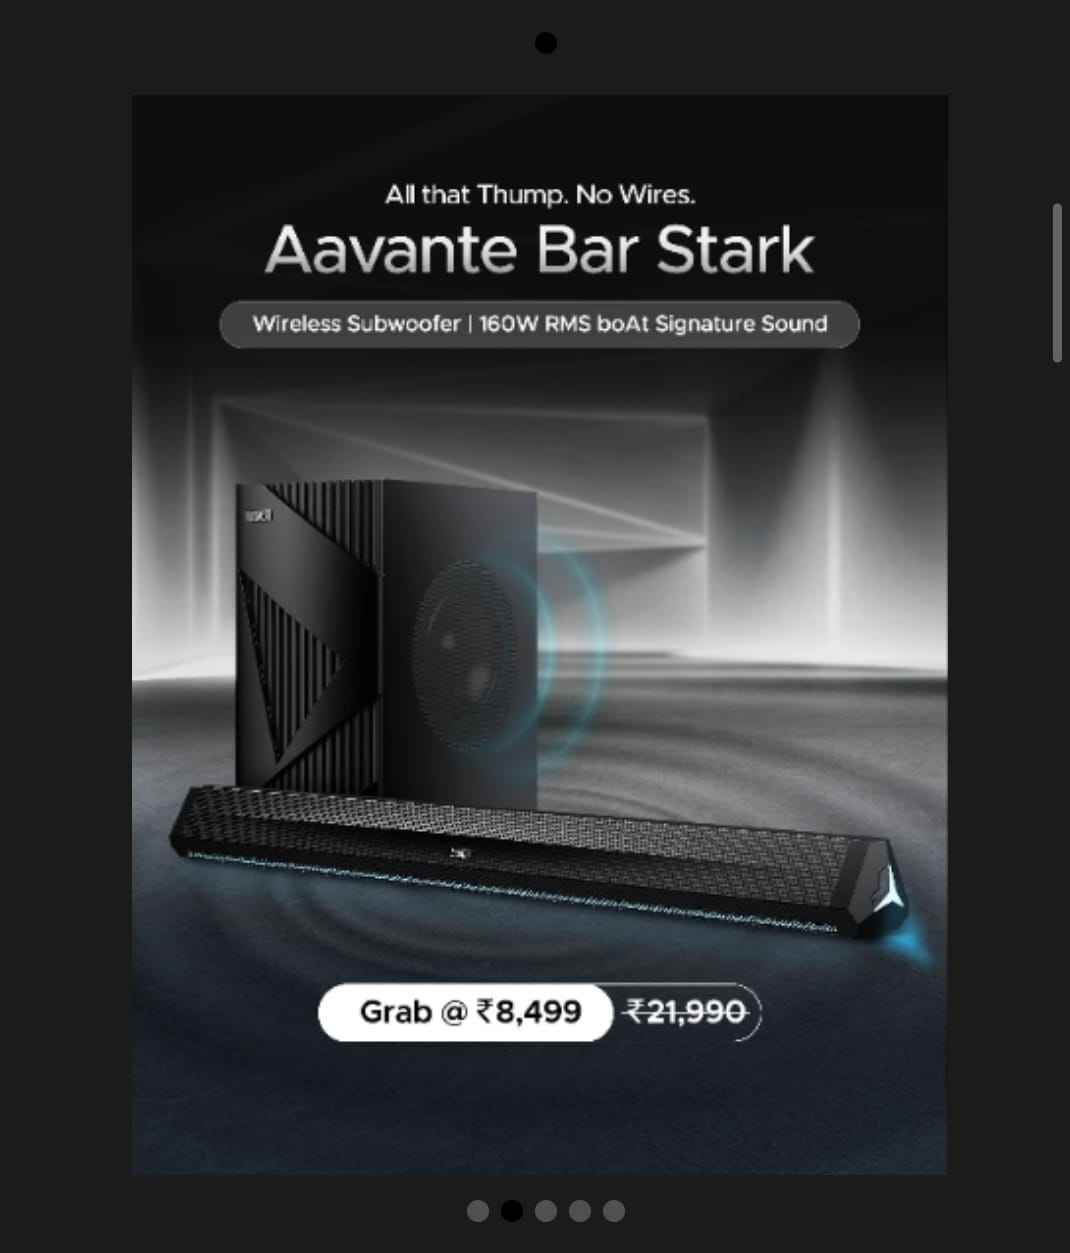 All that Thump. No Wires.
Aavante Bar Stark
Wireless Subwoofer | 160W RMS boAt Signature Sound
Grab @ ₹8,499 ₹21,990